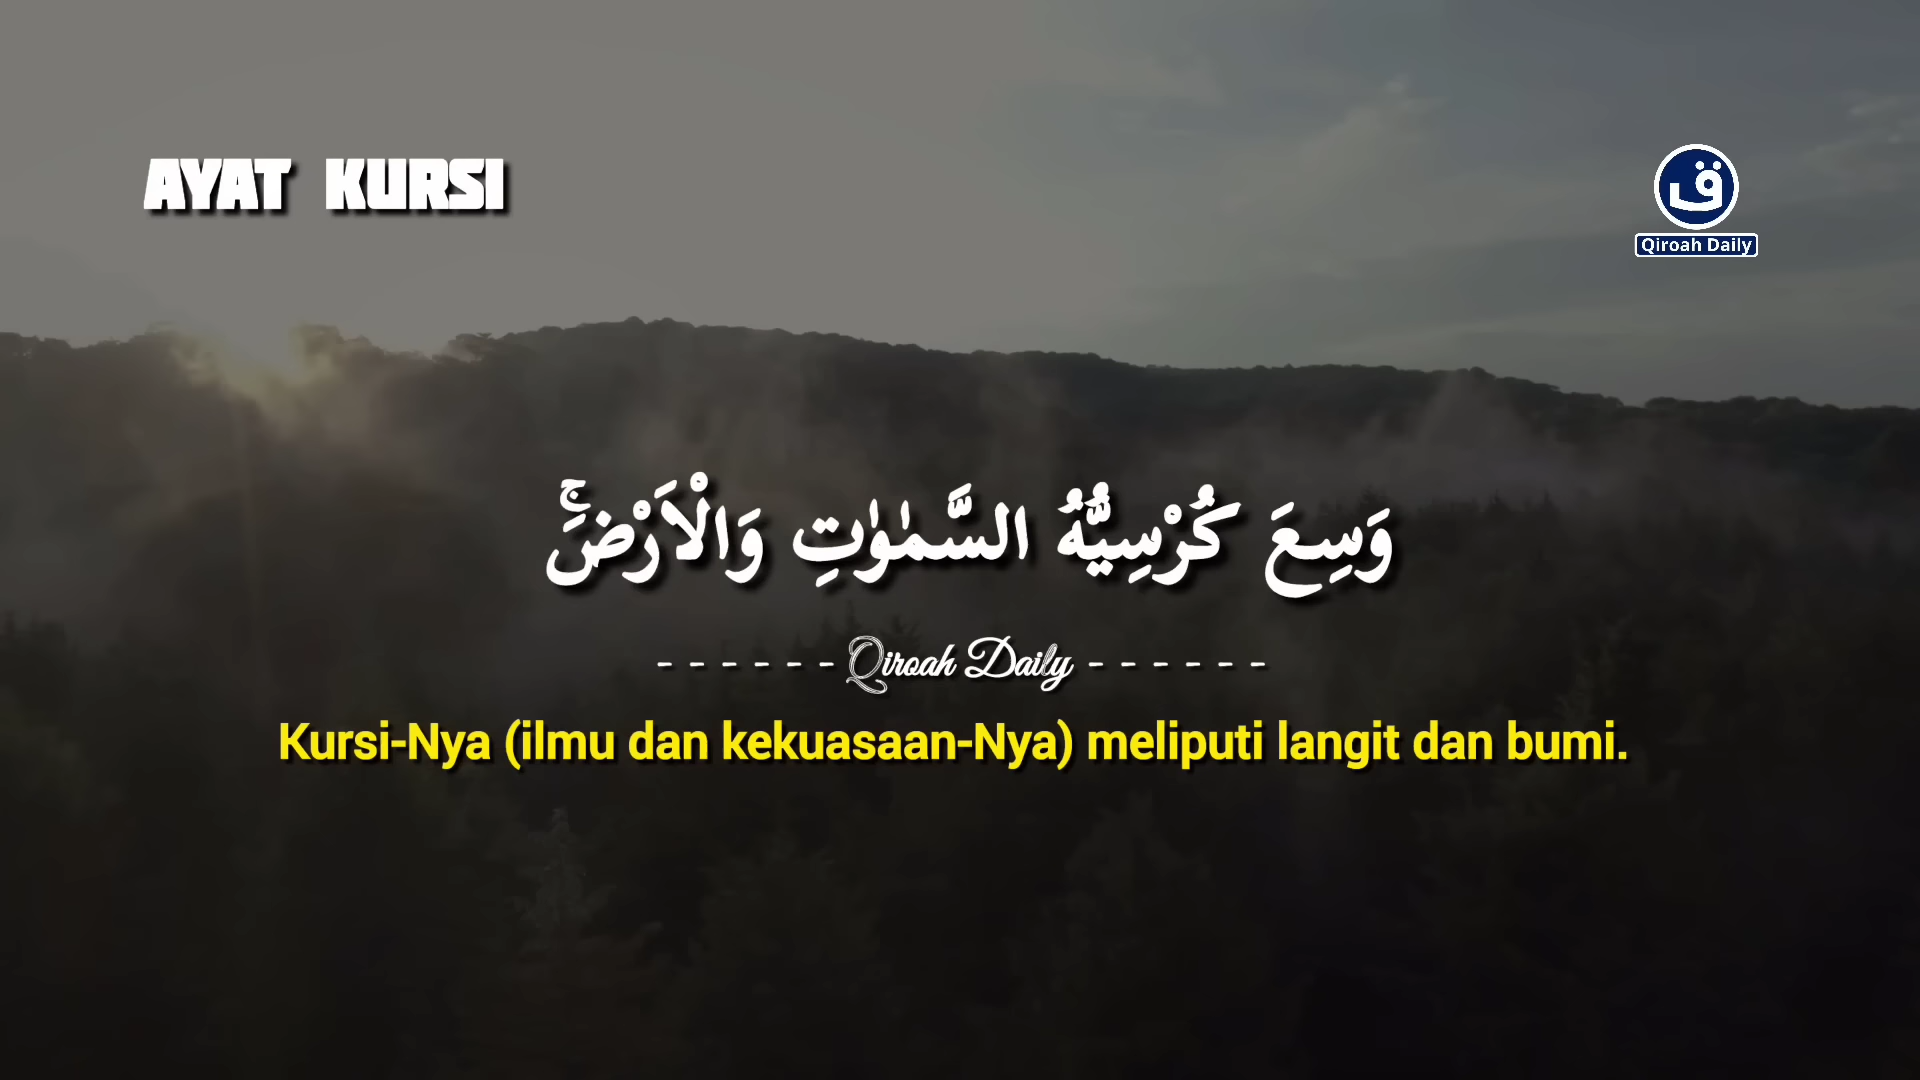 AYAT KURSI
ق
Qiroah Daily
وَسِعَ كُرْسِيُّهُ السَّمٰوٰتِ وَالْاَرْضَۚ
- - - - - - Qiroah Daily - - - - - -
Kursi-Nya (ilmu dan kekuasaan-Nya) meliputi langit dan bumi.